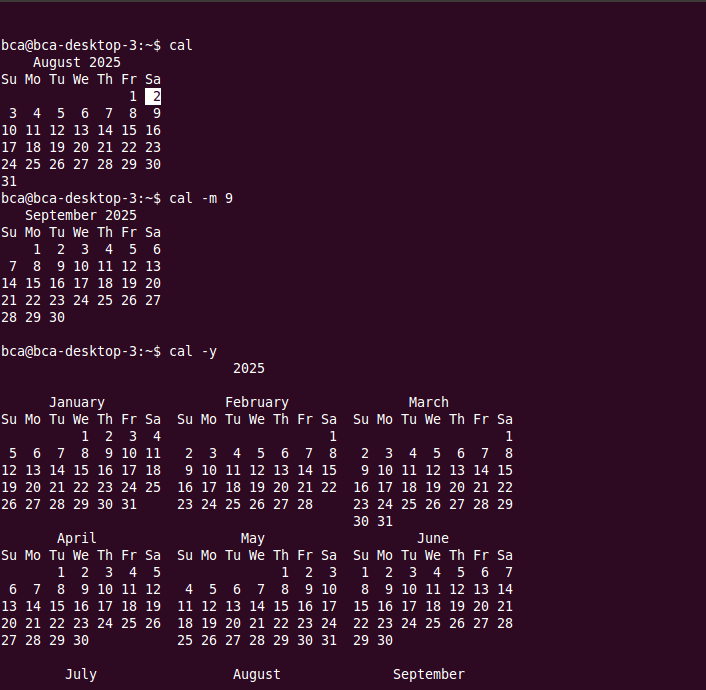 bca@bca-desktop-3:~$ cal
    August 2025
Su Mo Tu We Th Fr Sa
                1  2
 3  4  5  6  7  8  9
10 11 12 13 14 15 16
17 18 19 20 21 22 23
24 25 26 27 28 29 30
31
bca@bca-desktop-3:~$ cal -m 9
   September 2025
Su Mo Tu We Th Fr Sa
    1  2  3  4  5  6
 7  8  9 10 11 12 13
14 15 16 17 18 19 20
21 22 23 24 25 26 27
28 29 30
bca@bca-desktop-3:~$ cal -y
                             2025
      January               February               March
Su Mo Tu We Th Fr Sa  Su Mo Tu We Th Fr Sa  Su Mo Tu We Th Fr Sa
          1  2  3  4                     1                     1
 5  6  7  8  9 10 11   2  3  4  5  6  7  8   2  3  4  5  6  7  8
12 13 14 15 16 17 18   9 10 11 12 13 14 15   9 10 11 12 13 14 15
19 20 21 22 23 24 25  16 17 18 19 20 21 22  16 17 18 19 20 21 22
26 27 28 29 30 31     23 24 25 26 27 28     23 24 25 26 27 28 29
                                            30 31
       April                  May                   June
Su Mo Tu We Th Fr Sa  Su Mo Tu We Th Fr Sa  Su Mo Tu We Th Fr Sa
       1  2  3  4  5               1  2  3   1  2  3  4  5  6  7
 6  7  8  9 10 11 12   4  5  6  7  8  9 10   8  9 10 11 12 13 14
13 14 15 16 17 18 19  11 12 13 14 15 16 17  15 16 17 18 19 20 21
20 21 22 23 24 25 26  18 19 20 21 22 23 24  22 23 24 25 26 27 28
27 28 29 30           25 26 27 28 29 30 31  29 30
        July                 August              September